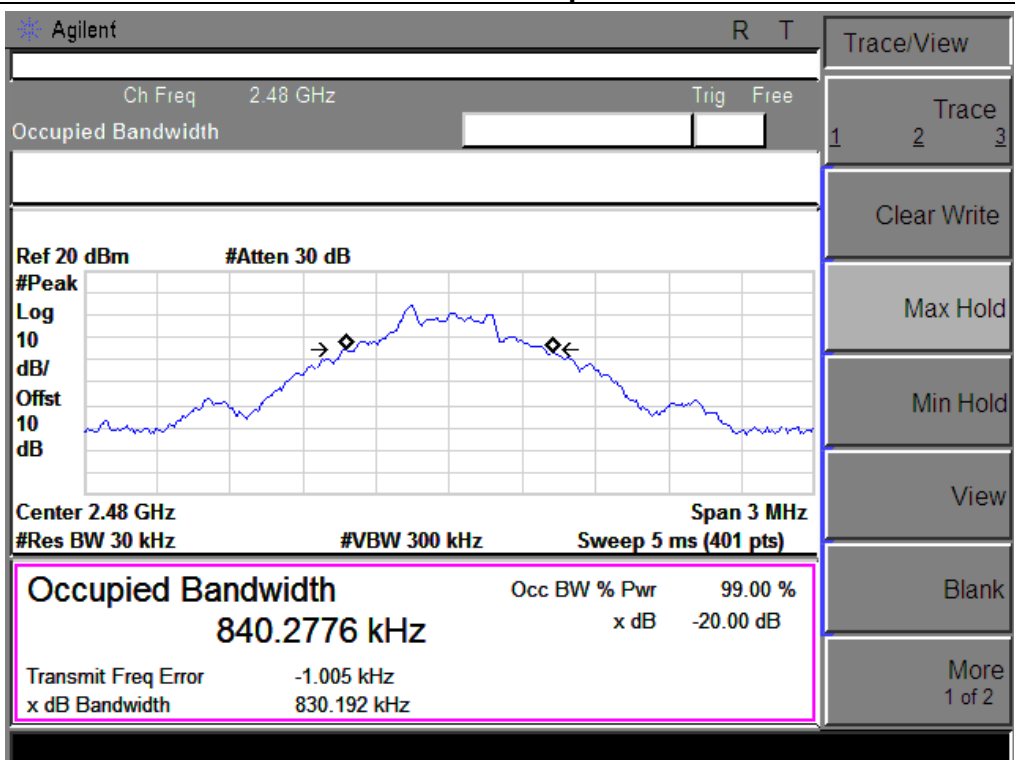 Agilent R T
Ch Freq 2.48 GHz Trig Free
Occupied Bandwidth
Ref 20 dBm #Atten 30 dB
#Peak
Log
10
dB/
Offst
10
dB
Center 2.48 GHz Span 3 MHz
#Res BW 30 kHz #VBW 300 kHz Sweep 5 ms (401 pts)
Occupied Bandwidth Occ BW % Pwr 99.00 %
840.2776 kHz x dB -20.00 dB
Transmit Freq Error -1.005 kHz
x dB Bandwidth 830.192 kHz
Trace/View
Trace
1 2 3
Clear Write
Max Hold
Min Hold
View
Blank
More
1 of 2